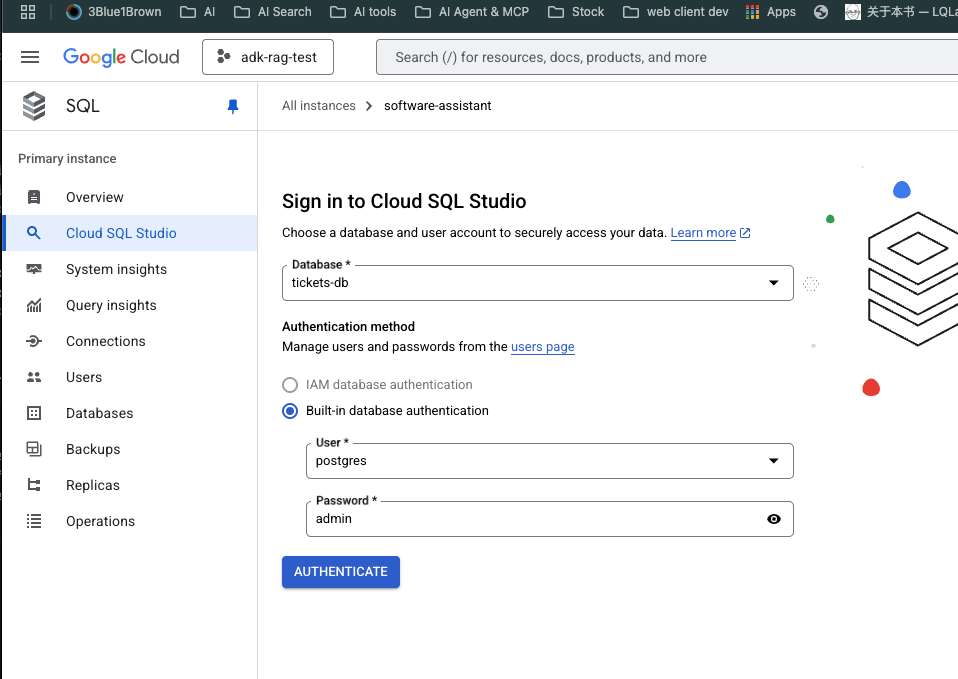 3Blue1Brown AI AI Search AI tools AI Agent & MCP Stock web client dev Apps 关于本书 — LQLa
Google Cloud adk-rag-test Search (/) for resources, docs, products, and more
SQL
All instances software-assistant
Primary instance
Overview
Cloud SQL Studio
System insights
Query insights
Connections
Users
Databases
Backups
Replicas
Operations
Sign in to Cloud SQL Studio
Choose a database and user account to securely access your data. Learn more
Database *
tickets-db
Authentication method
Manage users and passwords from the users page
IAM database authentication
Built-in database authentication
User *
postgres
Password *
admin
AUTHENTICATE